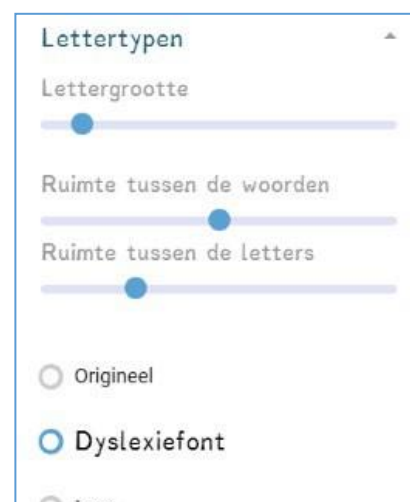 Lettertypen
Lettergrootte
Ruimte tussen de woorden
Ruimte tussen de letters
Origineel
Dyslexiefont